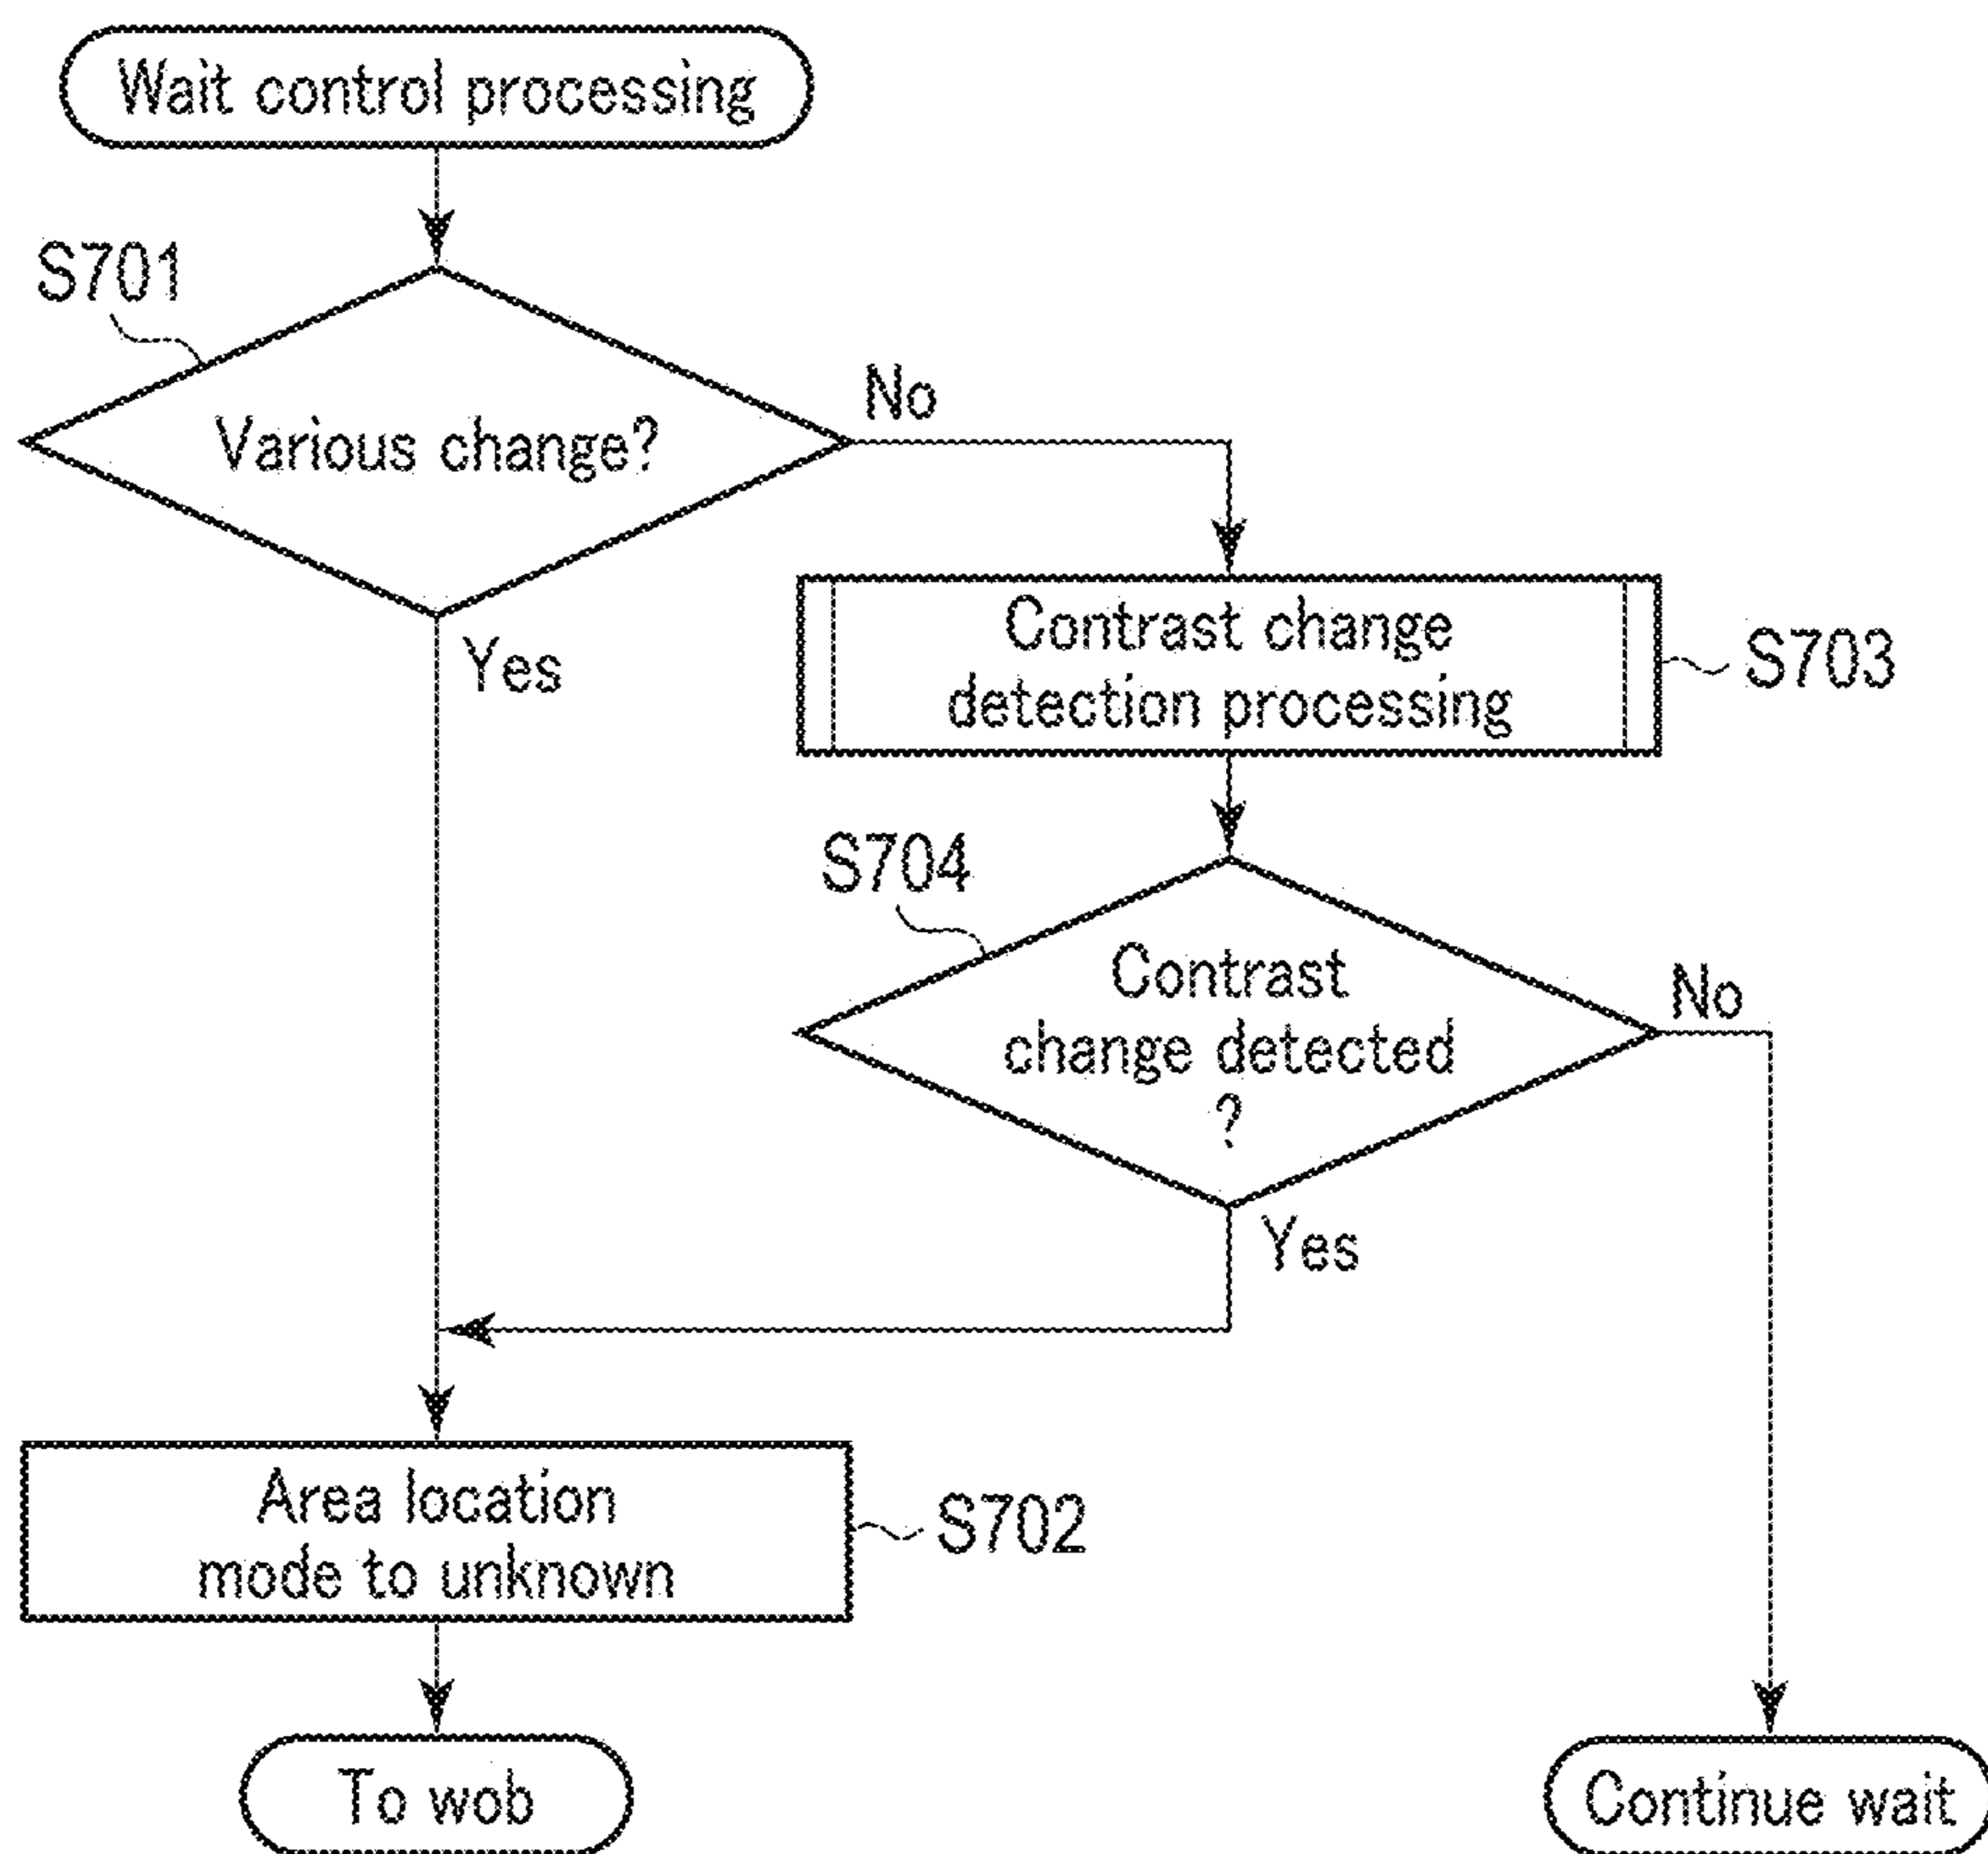 Wait control processing
S701
Various change?
No
Yes
Contrast change
detection processing
S703
S704
Contrast
change detected
?
No
Yes
Area location
mode to unknown
S702
To wob
Continue wait